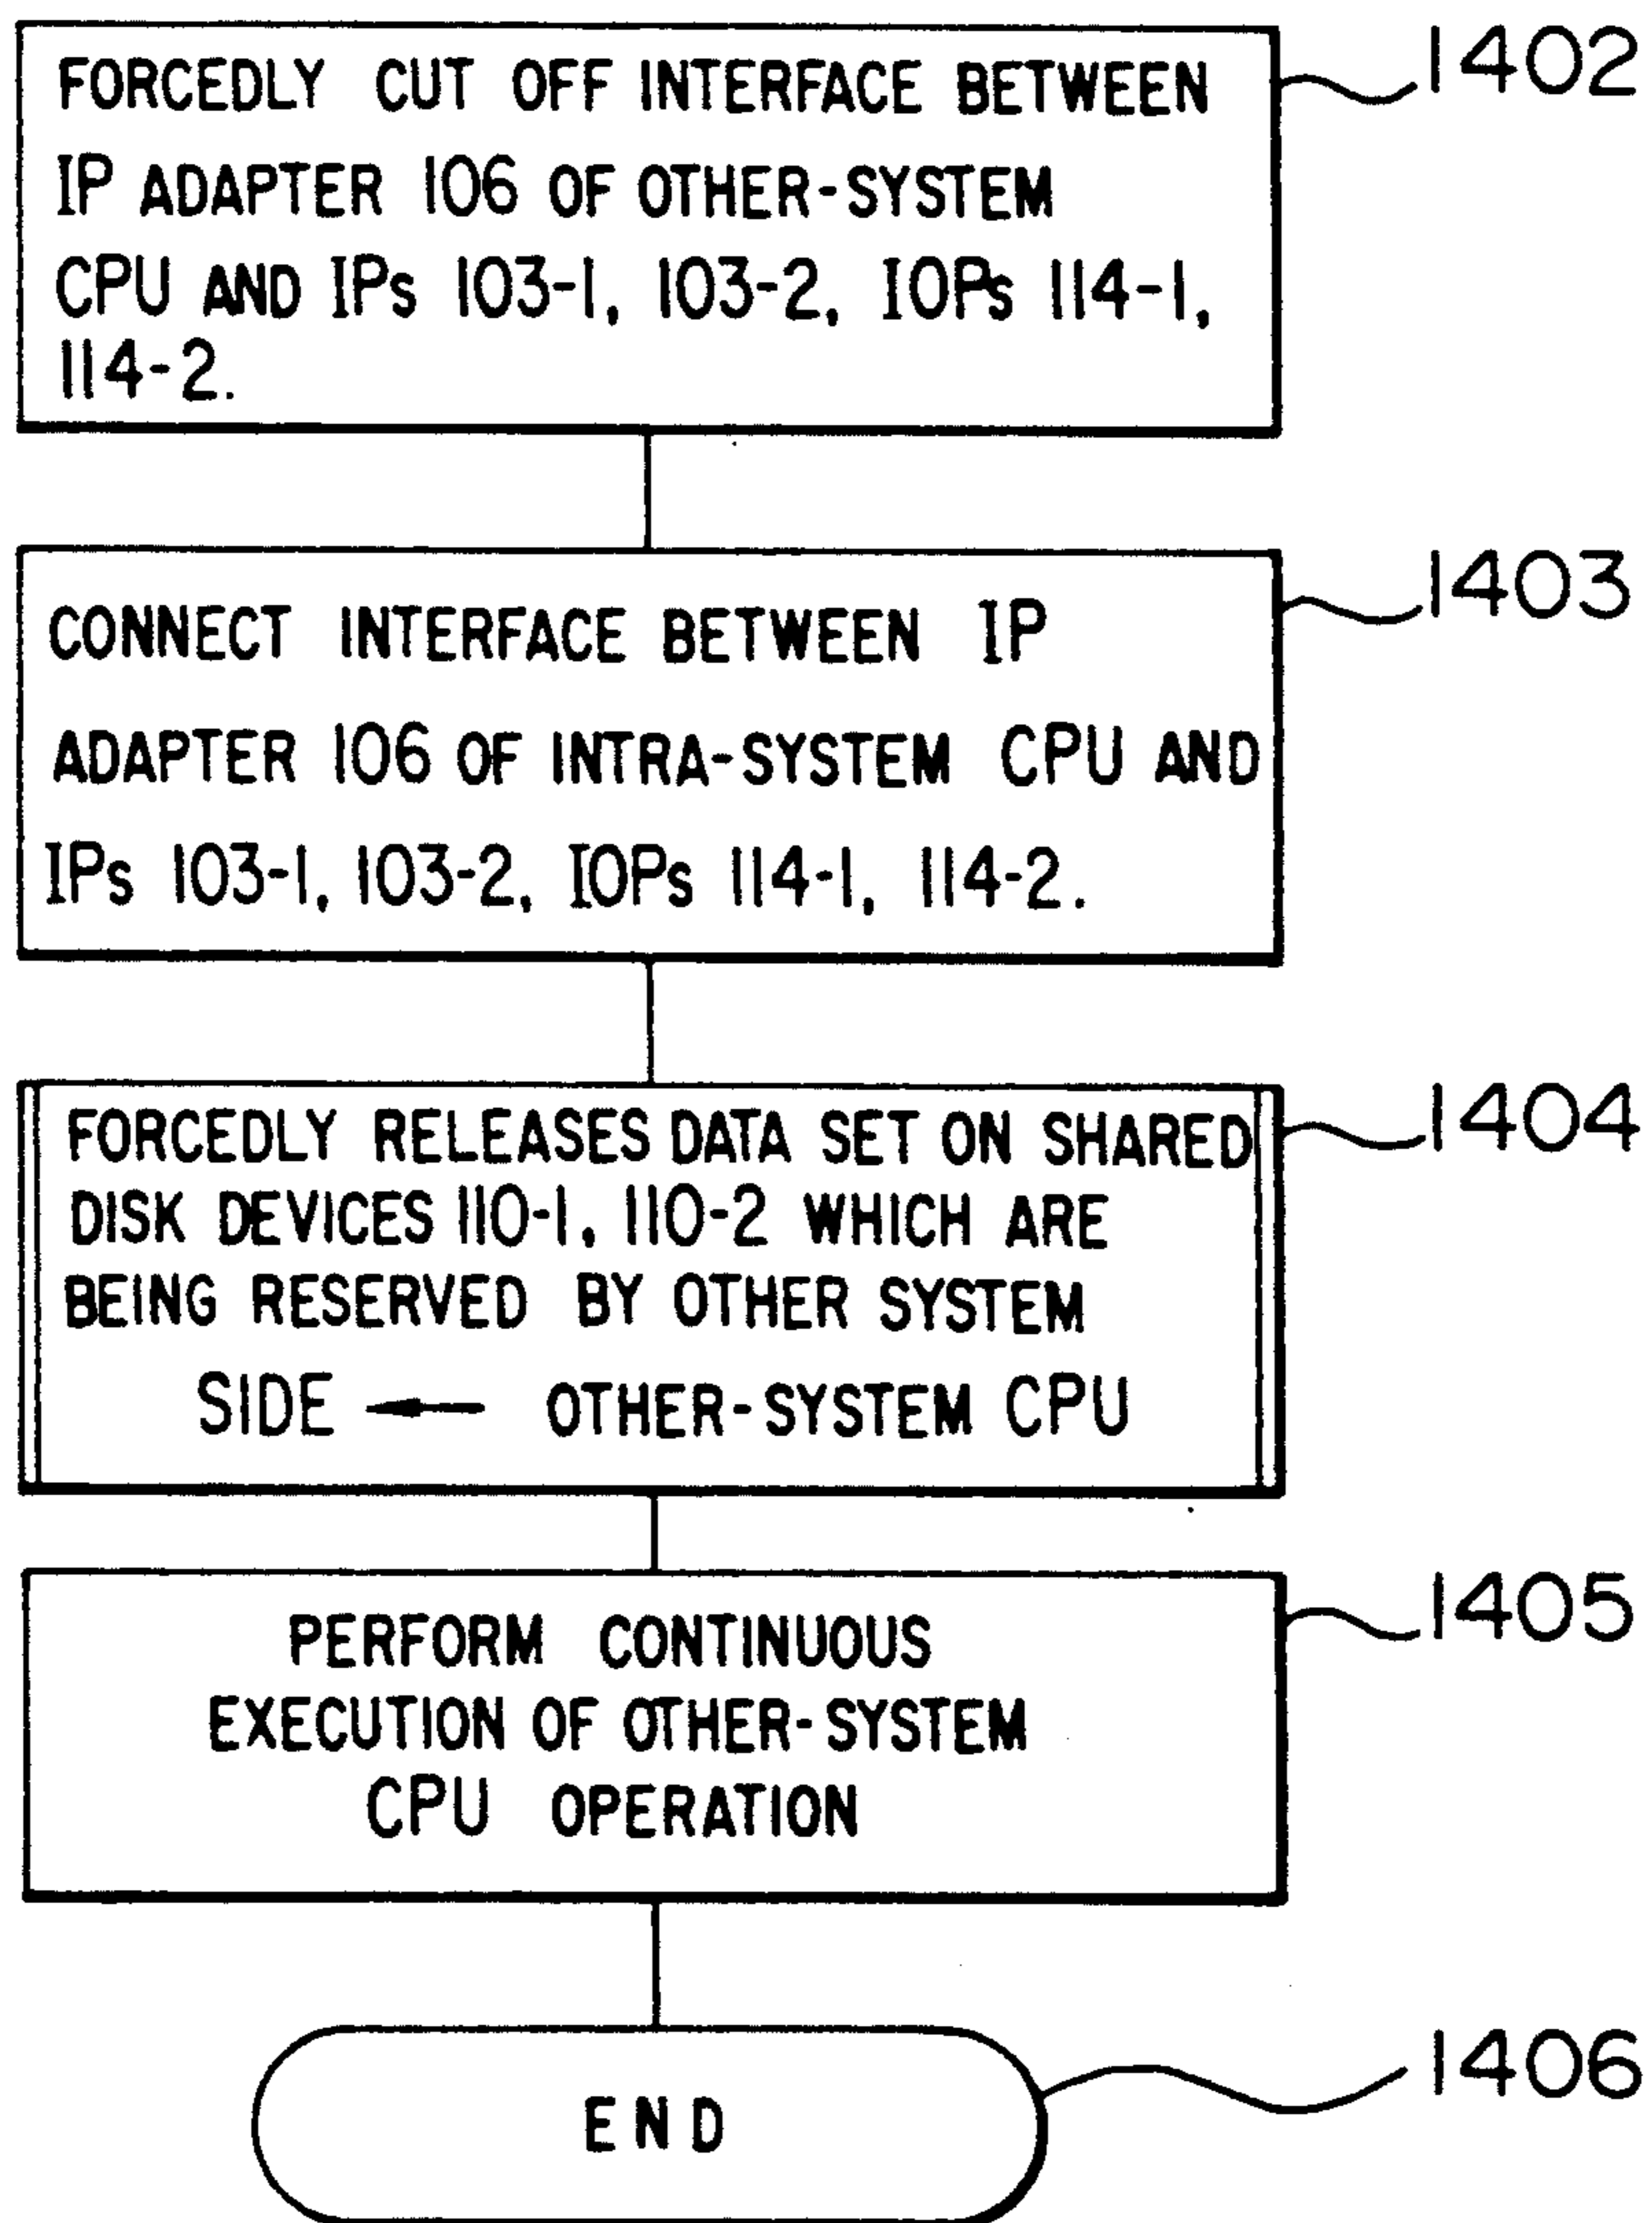 FORCEDLY CUT OFF INTERFACE BETWEEN
IP ADAPTER 106 OF OTHER-SYSTEM
CPU AND IPs 103-1, 103-2, IOPs 114-1,
114-2.
1402
CONNECT INTERFACE BETWEEN IP
ADAPTER 106 OF INTRA-SYSTEM CPU AND
IPs 103-1, 103-2, IOPs 114-1, 114-2.
1403
FORCEDLY RELEASES DATA SET ON SHARED
DISK DEVICES 110-1, 110-2 WHICH ARE
BEING RESERVED BY OTHER SYSTEM
SIDE ← OTHER-SYSTEM CPU
1404
PERFORM CONTINUOUS
EXECUTION OF OTHER-SYSTEM
CPU OPERATION
1405
END
1406